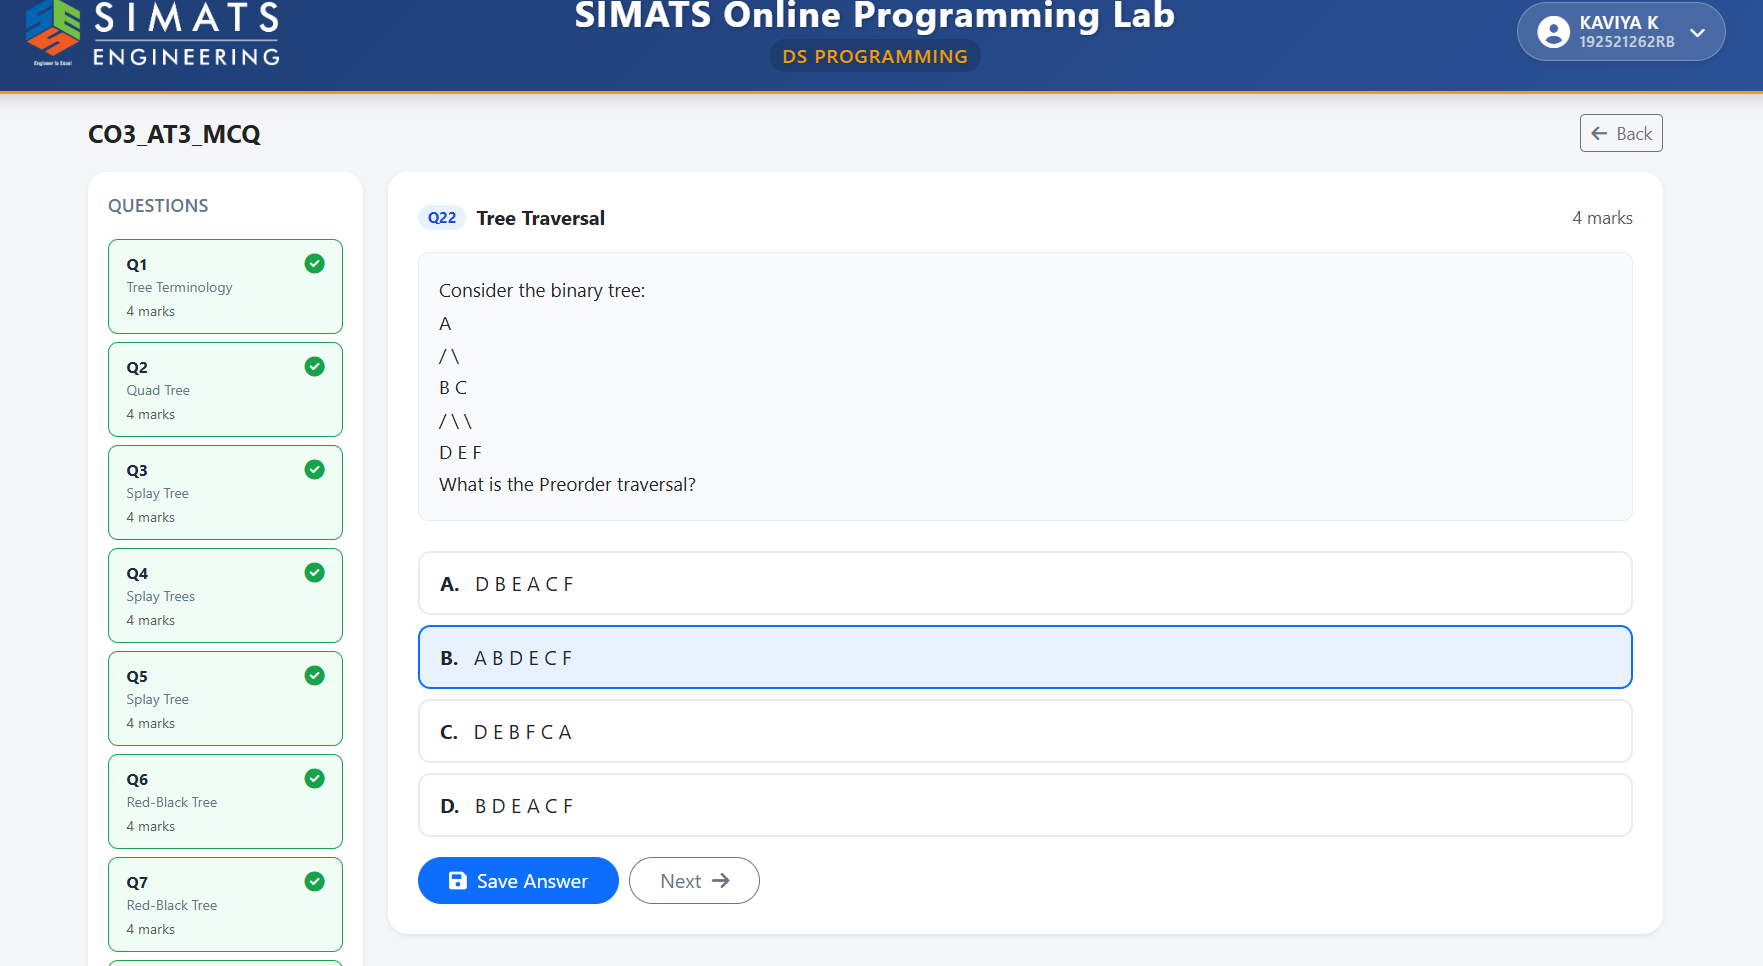 SIMATS
ENGINEERING
Engineer to Excel
SIMATS Online Programming Lab
DS PROGRAMMING
KAVIYA K
192521262RB
CO3_AT3_MCQ
Back
QUESTIONS
Q1
Tree Terminology
4 marks
Q2
Quad Tree
4 marks
Q3
Splay Tree
4 marks
Q4
Splay Trees
4 marks
Q5
Splay Tree
4 marks
Q6
Red-Black Tree
4 marks
Q7
Red-Black Tree
4 marks
Q22 Tree Traversal
4 marks
Consider the binary tree:
A
/ \
B C
/ \ \
D E F
What is the Preorder traversal?
A. D B E A C F
B. A B D E C F
C. D E B F C A
D. B D E A C F
Save Answer
Next